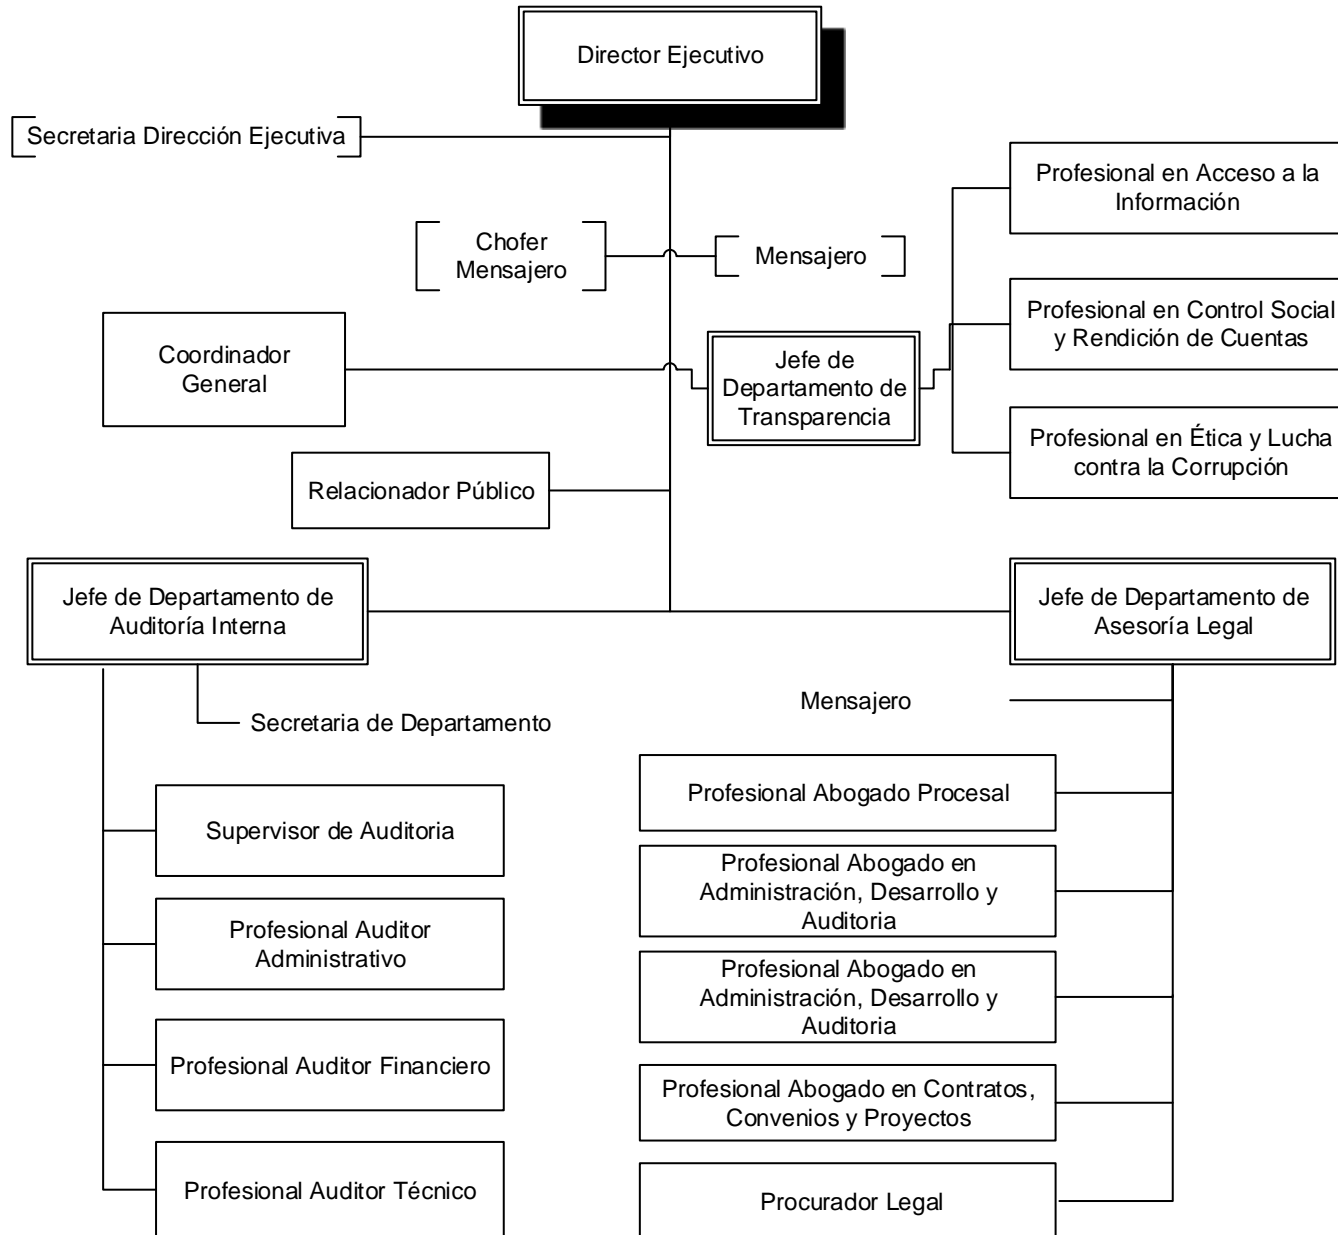 Director Ejecutivo
Secretaria Dirección Ejecutiva
Profesional en Acceso a la
Información
Chofer
Mensajero
Mensajero
Profesional en Control Social
y Rendición de Cuentas
Coordinador
General
Jefe de
Departamento de
Transparencia
Profesional en Ética y Lucha
contra la Corrupción
Relacionador Público
Jefe de Departamento de
Auditoría Interna
Jefe de Departamento de
Asesoría Legal
Secretaria de Departamento
Mensajero
Supervisor de Auditoria
Profesional Auditor
Administrativo
Profesional Auditor Financiero
Profesional Auditor Técnico
Profesional Abogado Procesal
Profesional Abogado en
Administración, Desarrollo y
Auditoria
Profesional Abogado en
Administración, Desarrollo y
Auditoria
Profesional Abogado en Contratos,
Convenios y Proyectos
Procurador Legal